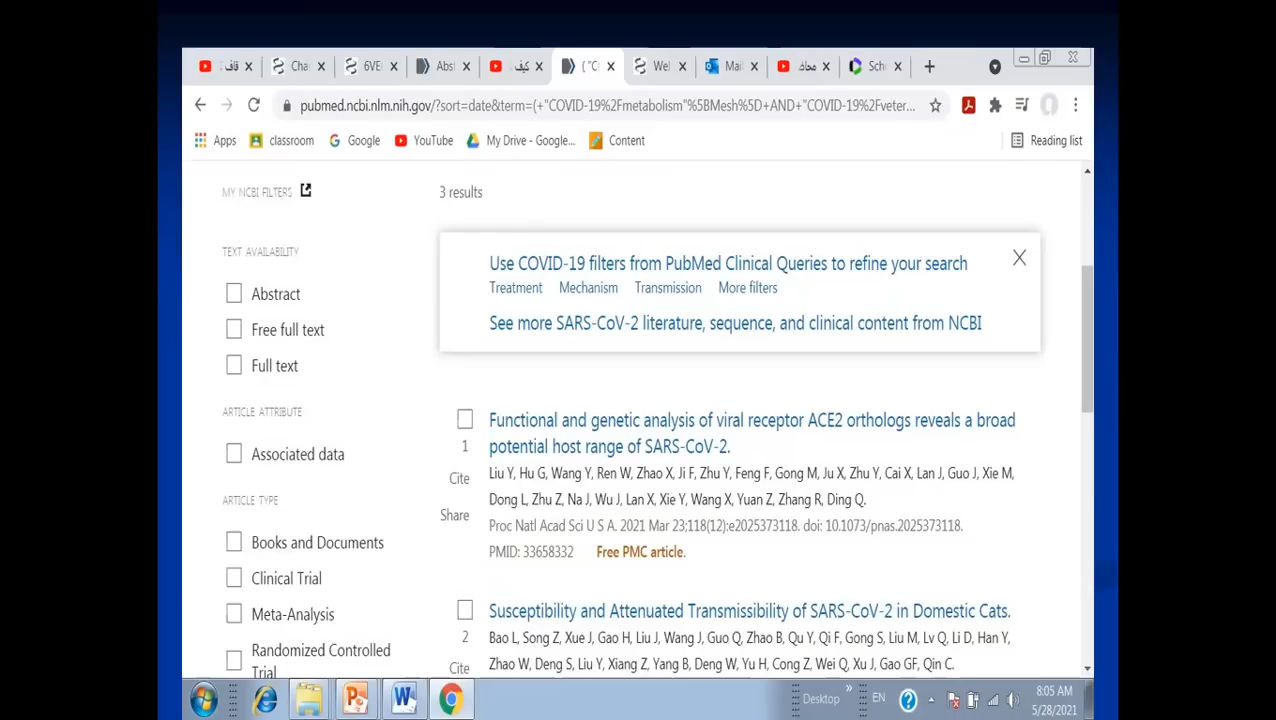 قاف
Cha
6VE
Abst
كيف
("C
Wel
Mail
محاض
Sch
pubmed.ncbi.nlm.nih.gov/?sort=date&term=(+"COVID-19%2Fmetabolism"%5BMesh%5D+AND+"COVID-19%2Fveter...
Apps classroom Google YouTube My Drive - Google... Content Reading list
MY NCBI FILTERS
3 results
TEXT AVAILABILITY
Abstract
Free full text
Full text
ARTICLE ATTRIBUTE
Associated data
ARTICLE TYPE
Books and Documents
Clinical Trial
Meta-Analysis
Randomized Controlled
Trial
Use COVID-19 filters from PubMed Clinical Queries to refine your search
Treatment Mechanism Transmission More filters
See more SARS-CoV-2 literature, sequence, and clinical content from NCBI
1
Cite
Share
Functional and genetic analysis of viral receptor ACE2 orthologs reveals a broad
potential host range of SARS-CoV-2.
Liu Y, Hu G, Wang Y, Ren W, Zhao X, Ji F, Zhu Y, Feng F, Gong M, Ju X, Zhu Y, Cai X, Lan J, Guo J, Xie M,
Dong L, Zhu Z, Na J, Wu J, Lan X, Xie Y, Wang X, Yuan Z, Zhang R, Ding Q.
Proc Natl Acad Sci U S A. 2021 Mar 23;118(12):e2025373118. doi: 10.1073/pnas.2025373118.
PMID: 33658332 Free PMC article.
2
Cite
Susceptibility and Attenuated Transmissibility of SARS-CoV-2 in Domestic Cats.
Bao L, Song Z, Xue J, Gao H, Liu J, Wang J, Guo Q, Zhao B, Qu Y, Qi F, Gong S, Liu M, Lv Q, Li D, Han Y,
Zhao W, Deng S, Liu Y, Xiang Z, Yang B, Deng W, Yu H, Cong Z, Wei Q, Xu J, Gao GF, Qin C.
Desktop » EN
8:05 AM
5/28/2021